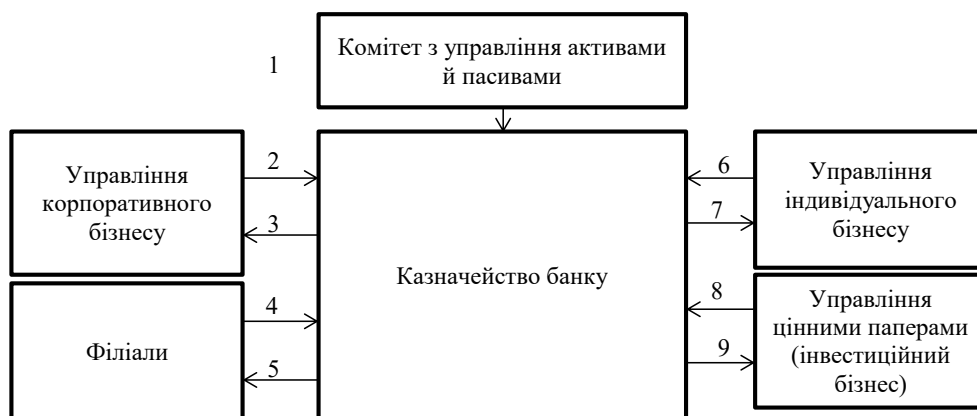 1
Комітет з управління активами
й пасивами
Управління
корпоративного
бізнесу
2
3
Філіали
4
5
Казначейство банку
6
7
Управління
індивідуального
бізнесу
8
9
Управління
цінними паперами
(інвестиційний
бізнес)